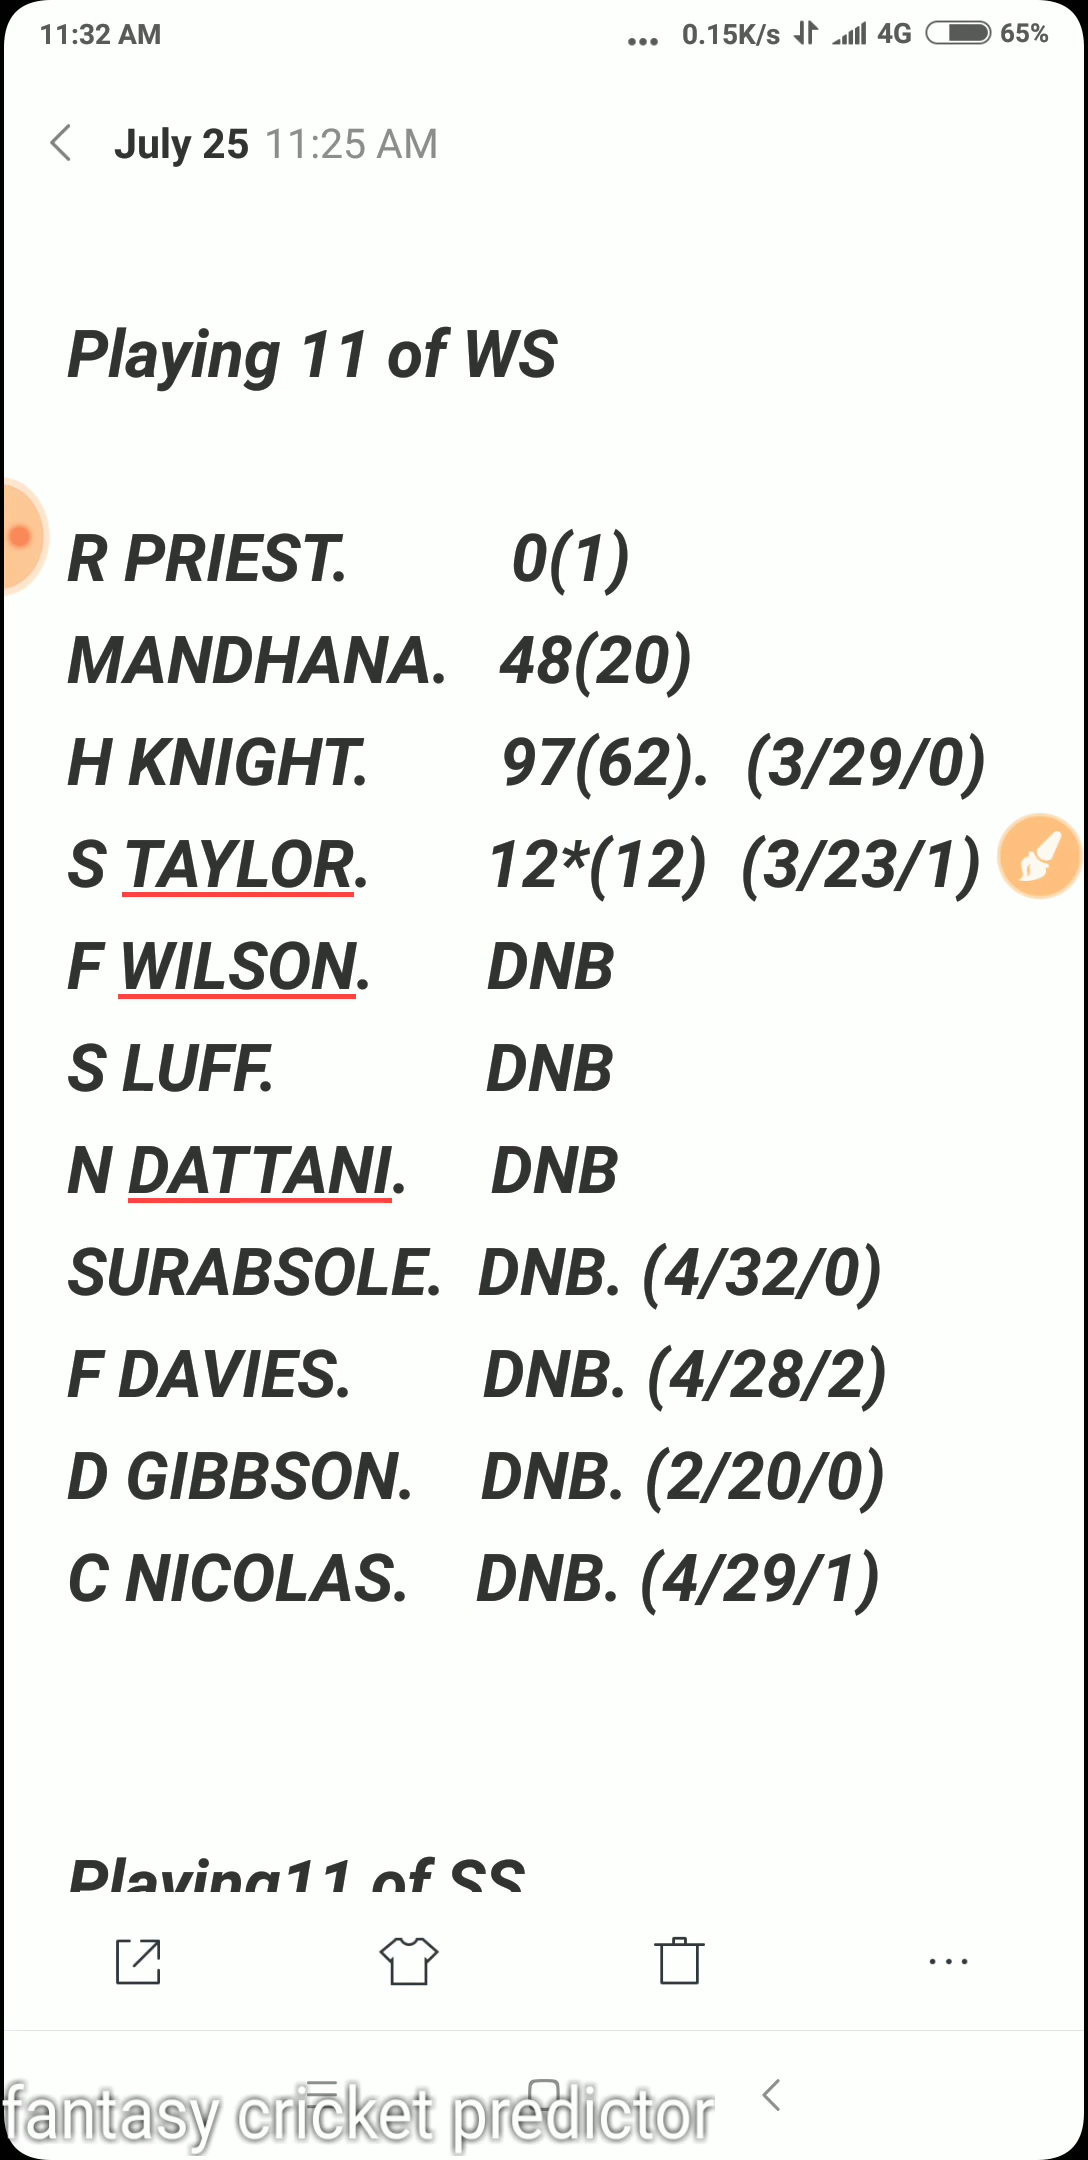 11:32 AM ... 0.15K/s 4G 65%
July 25 11:25 AM
Playing 11 of WS
R PRIEST. 0(1)
MANDHANA. 48(20)
H KNIGHT. 97(62). (3/29/0)
S TAYLOR. 12*(12) (3/23/1)
F WILSON. DNB
S LUFF. DNB
N DATTANI. DNB
SURABSOLE. DNB. (4/32/0)
F DAVIES. DNB. (4/28/2)
D GIBBSON. DNB. (2/20/0)
C NICOLAS. DNB. (4/29/1)
Playing11 of SS
fantasy cricket predictor